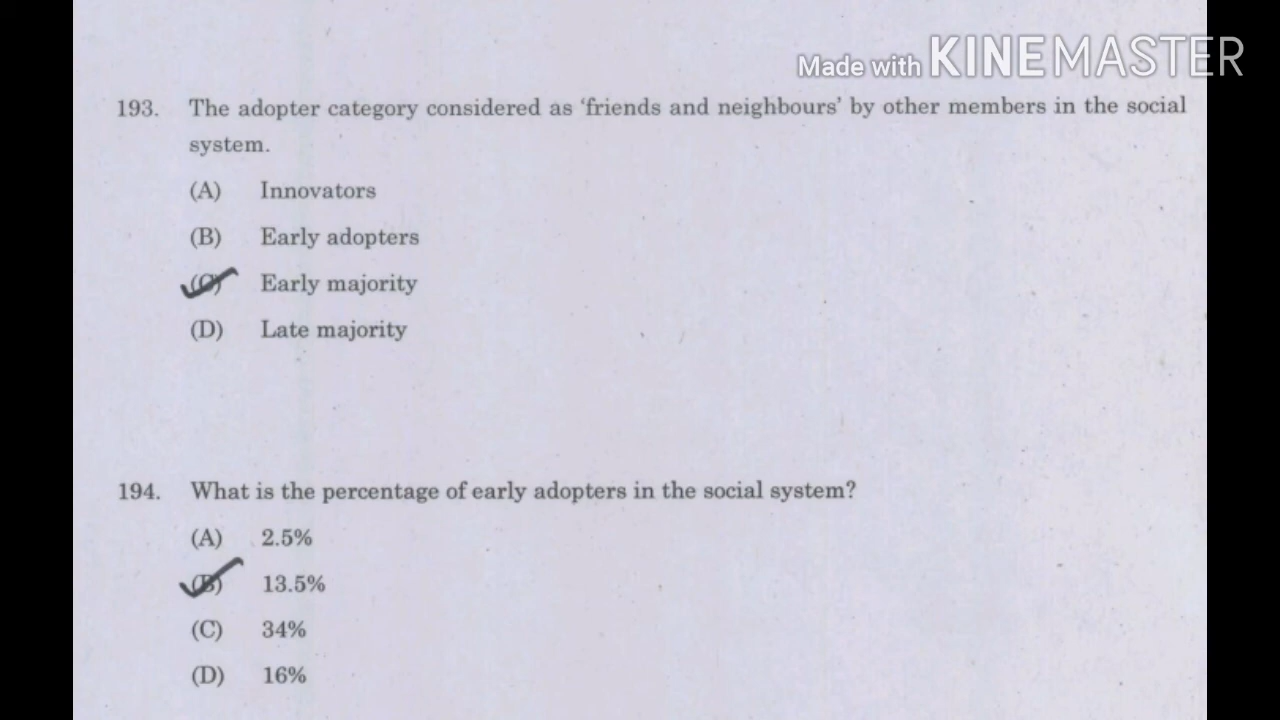 Made with KINEMASTER
193. The adopter category considered as 'friends and neighbours' by other members in the social
system.
(A) Innovators
(B) Early adopters
(C) Early majority
(D) Late majority
194. What is the percentage of early adopters in the social system?
(A) 2.5%
(B) 13.5%
(C) 34%
(D) 16%